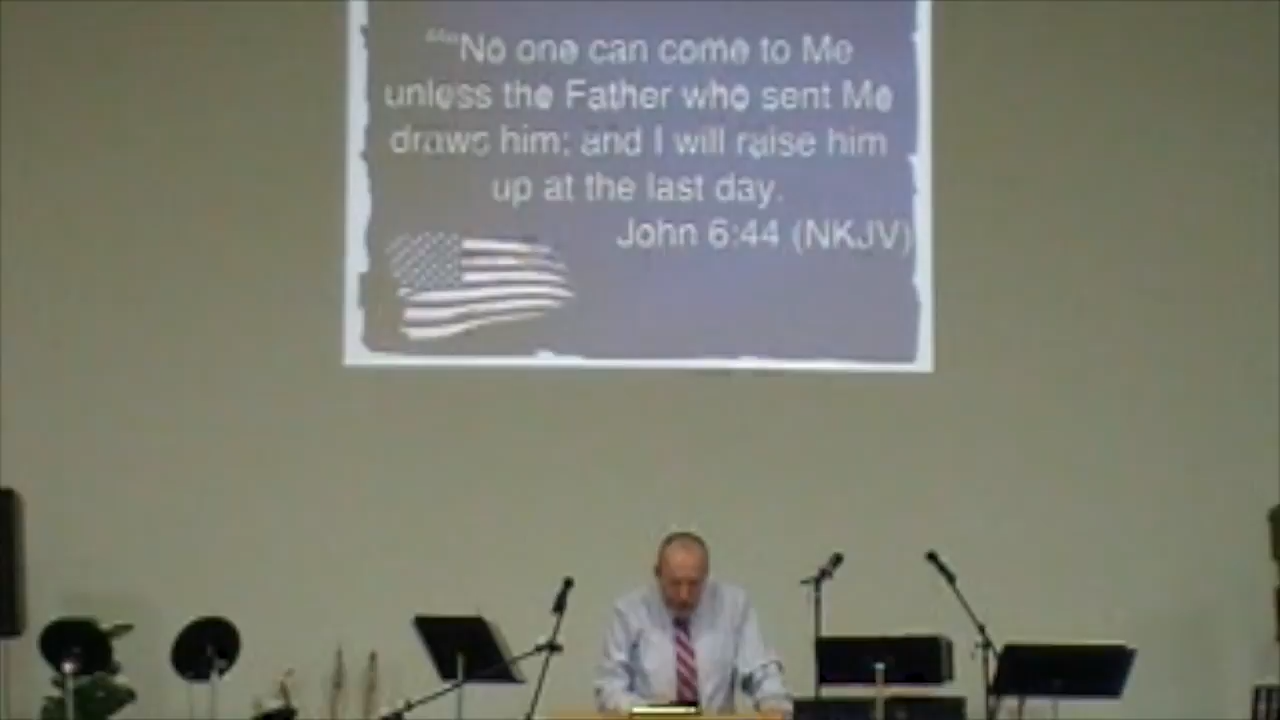 ""No one can come to Me
unless the Father who sent Me
draws him; and I will raise him
up at the last day.
John 6:44 (NKJV)